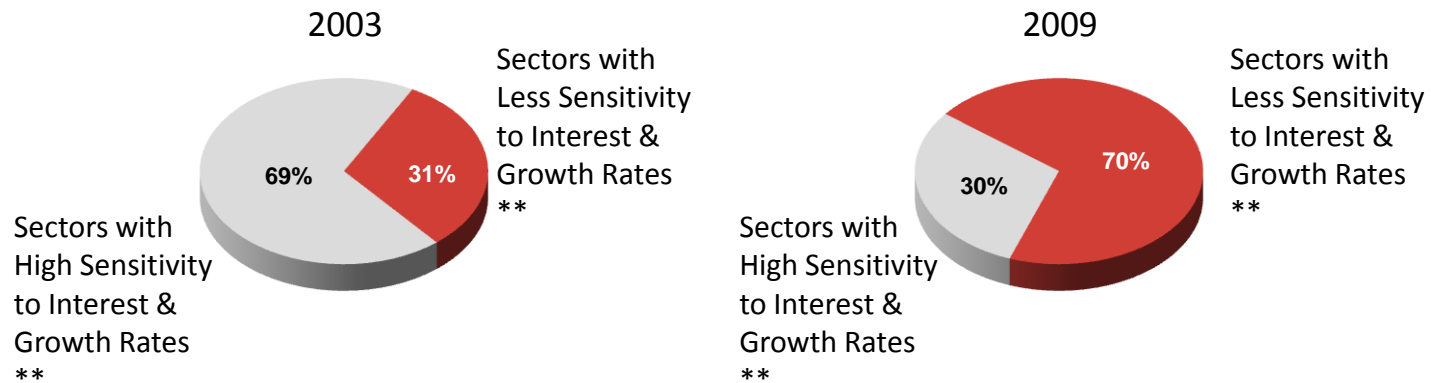 2003
Sectors with
Less Sensitivity
to Interest &
Growth Rates
**
69%
31%
Sectors with
High Sensitivity
to Interest &
Growth Rates
**
2009
Sectors with
Less Sensitivity
to Interest &
Growth Rates
**
70%
30%
Sectors with
High Sensitivity
to Interest &
Growth Rates
**